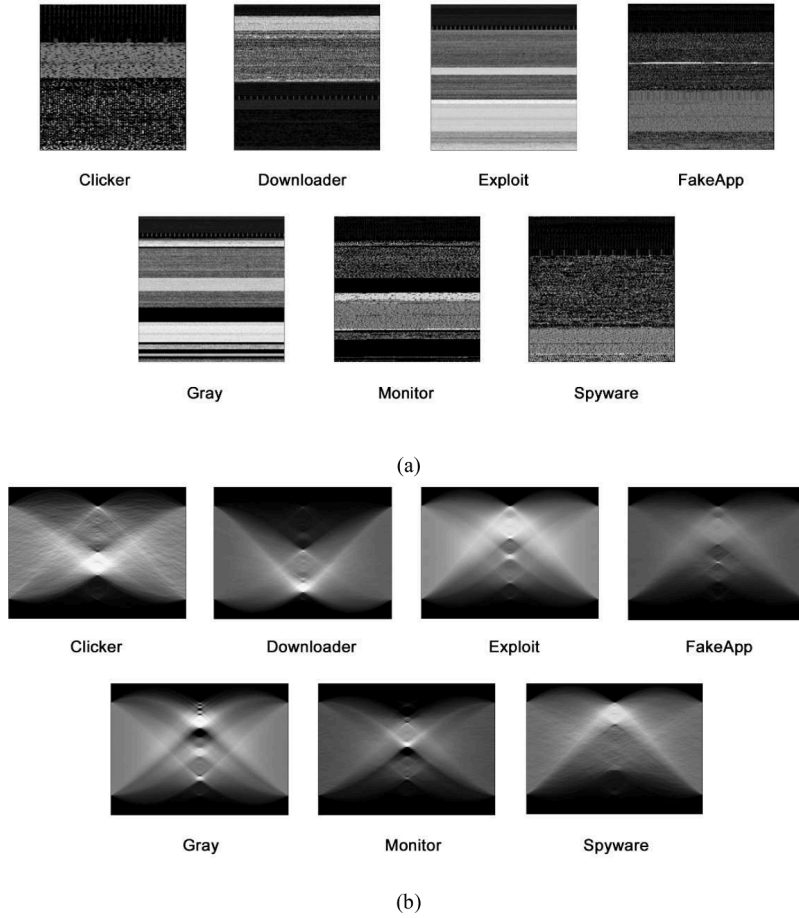 Clicker Downloader Exploit FakeApp
Gray Monitor Spyware
(a)
Clicker Downloader Exploit FakeApp
Gray Monitor Spyware
(b)